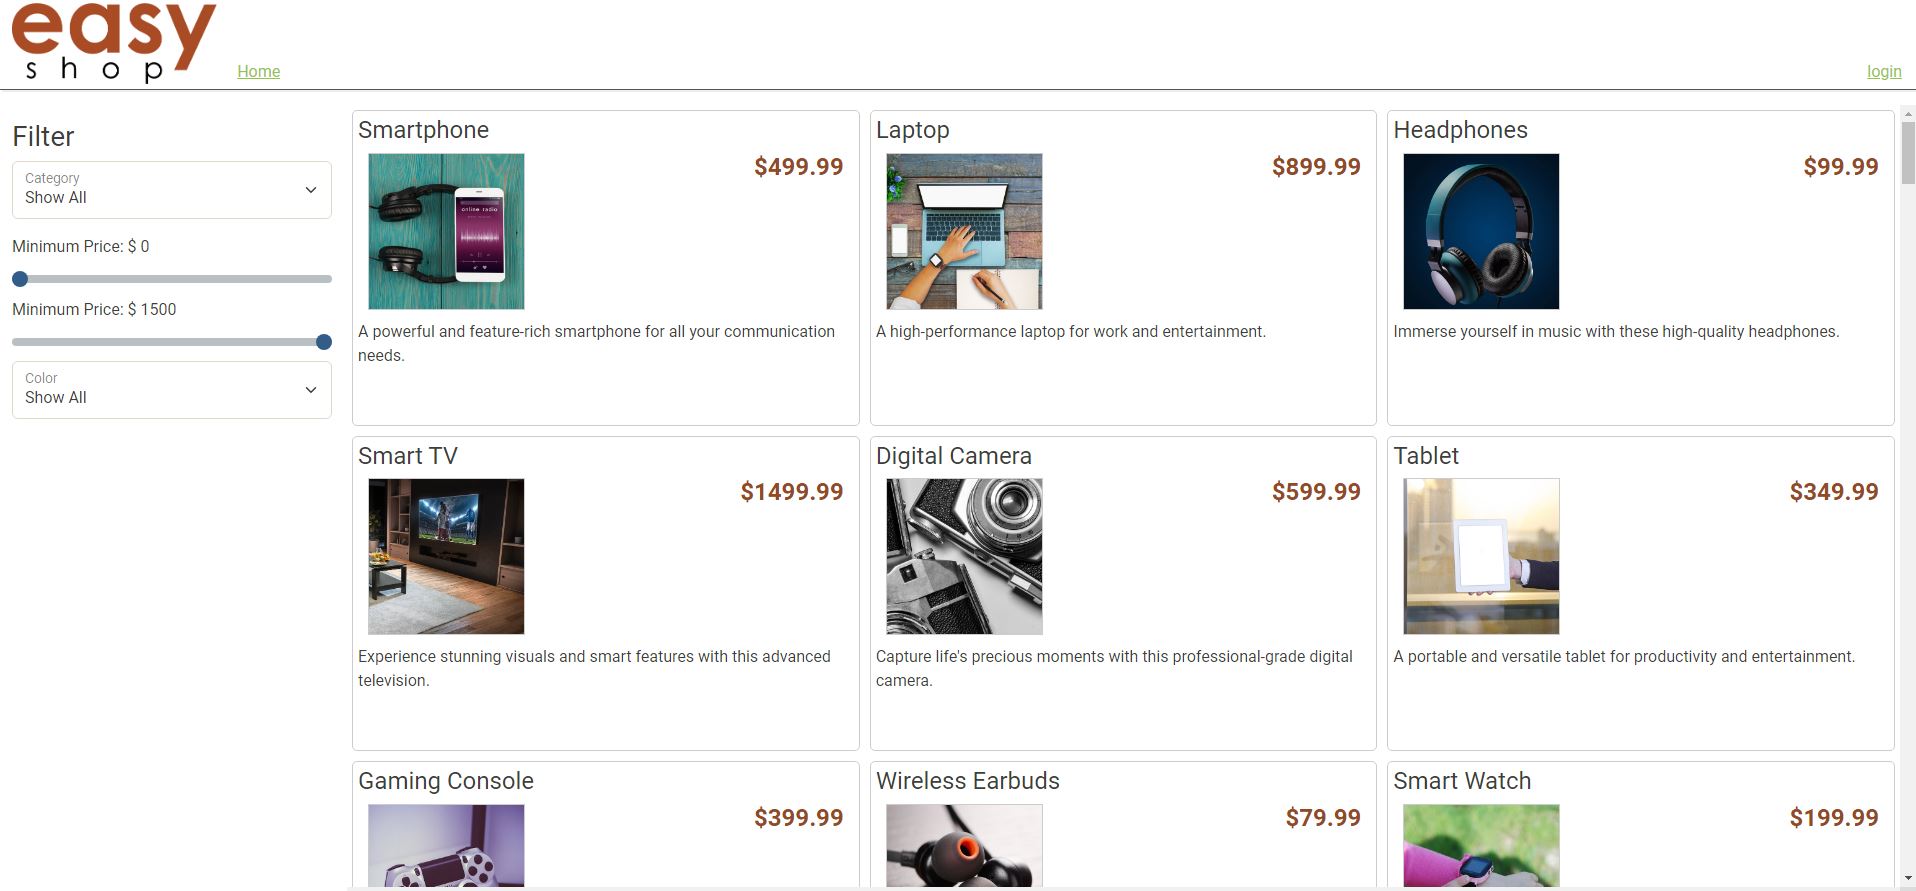 easy
shop
Home
login
Filter
Category
Show All
Minimum Price: $ 0
Minimum Price: $ 1500
Color
Show All
Smartphone
$499.99
online radio
A powerful and feature-rich smartphone for all your communication
needs.
Laptop
$899.99
A high-performance laptop for work and entertainment.
Headphones
$99.99
Immerse yourself in music with these high-quality headphones.
Smart TV
$1499.99
Experience stunning visuals and smart features with this advanced
television.
Digital Camera
$599.99
Capture life's precious moments with this professional-grade digital
camera.
Tablet
$349.99
A portable and versatile tablet for productivity and entertainment.
Gaming Console
$399.99
Wireless Earbuds
$79.99
Smart Watch
$199.99